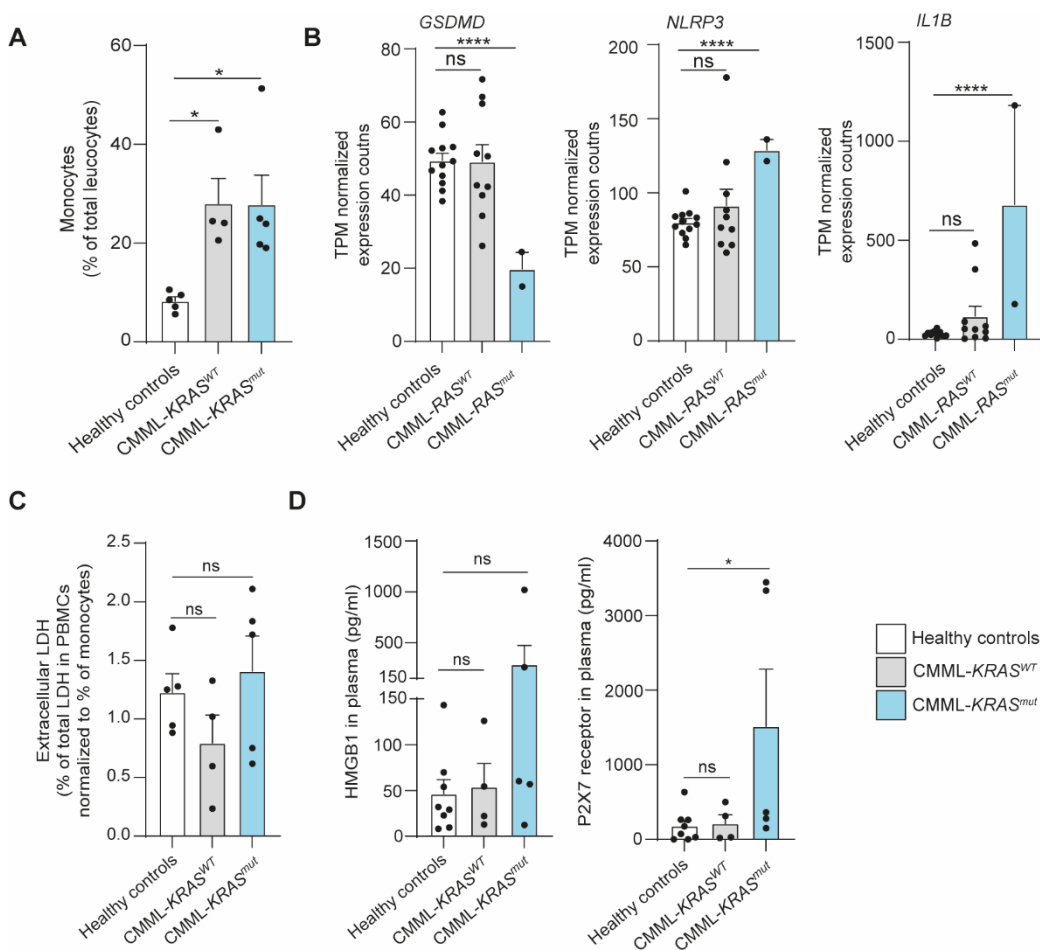 A
Monocytes
(% of total leucocytes)
60
40
20
0
*
*
Healthy controls
CMML-KRASWT
CMML-KRASmut
B
GSDMD
TPM normalized
expression coutns
80
60
40
20
0
****
ns
Healthy controls
CMML-RASWT
CMML-RASmut
NLRP3
TPM normalized
expression coutns
200
150
100
50
0
****
ns
Healthy controls
CMML-RASWT
CMML-RASmut
IL1B
TPM normalized
expression coutns
1500
1000
500
0
****
ns
Healthy controls
CMML-RASWT
CMML-RASmut
C
Extracellular LDH
(% of total LDH in PBMCs
normalized to % of monocytes)
2.5
2.0
1.5
1.0
0.5
0.0
ns
ns
Healthy controls
CMML-KRASWT
CMML-KRASmut
D
HMGB1 in plasma (pg/ml)
1500
1000
500
150
150
100
50
0
ns
ns
Healthy controls
CMML-KRASWT
CMML-KRASmut
P2X7 receptor in plasma (pg/ml)
4000
3000
2000
1000
0
*
ns
Healthy controls
CMML-KRASWT
CMML-KRASmut
Healthy controls
CMML-KRASWT
CMML-KRASmut